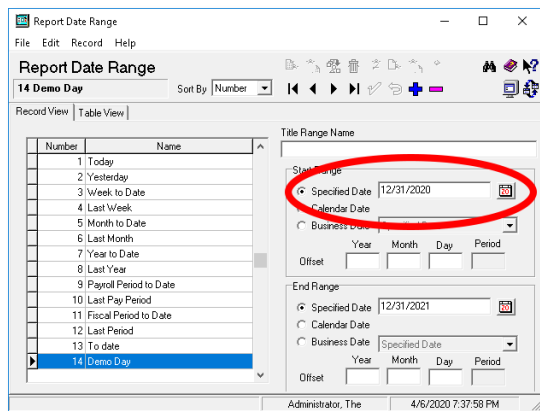 Report Date Range
File Edit Record Help
Report Date Range
14 Demo Day
Sort By Number
Record View Table View
Number Name
1 Today
2 Yesterday
3 Week to Date
4 Last Week
5 Month to Date
6 Last Month
7 Year to Date
8 Last Year
9 Payroll Period to Date
10 Last Pay Period
11 Fiscal Period to Date
12 Last Period
13 To date
14 Demo Day
Title Range Name
Start Range
Specified Date 12/31/2020
Calendar Date
Business Date Specified Date
Year Month Day Period
Offset
End Range
Specified Date 12/31/2021
Calendar Date
Business Date Specified Date
Year Month Day Period
Offset
Administrator, The 4/6/2020 7:37:58 PM